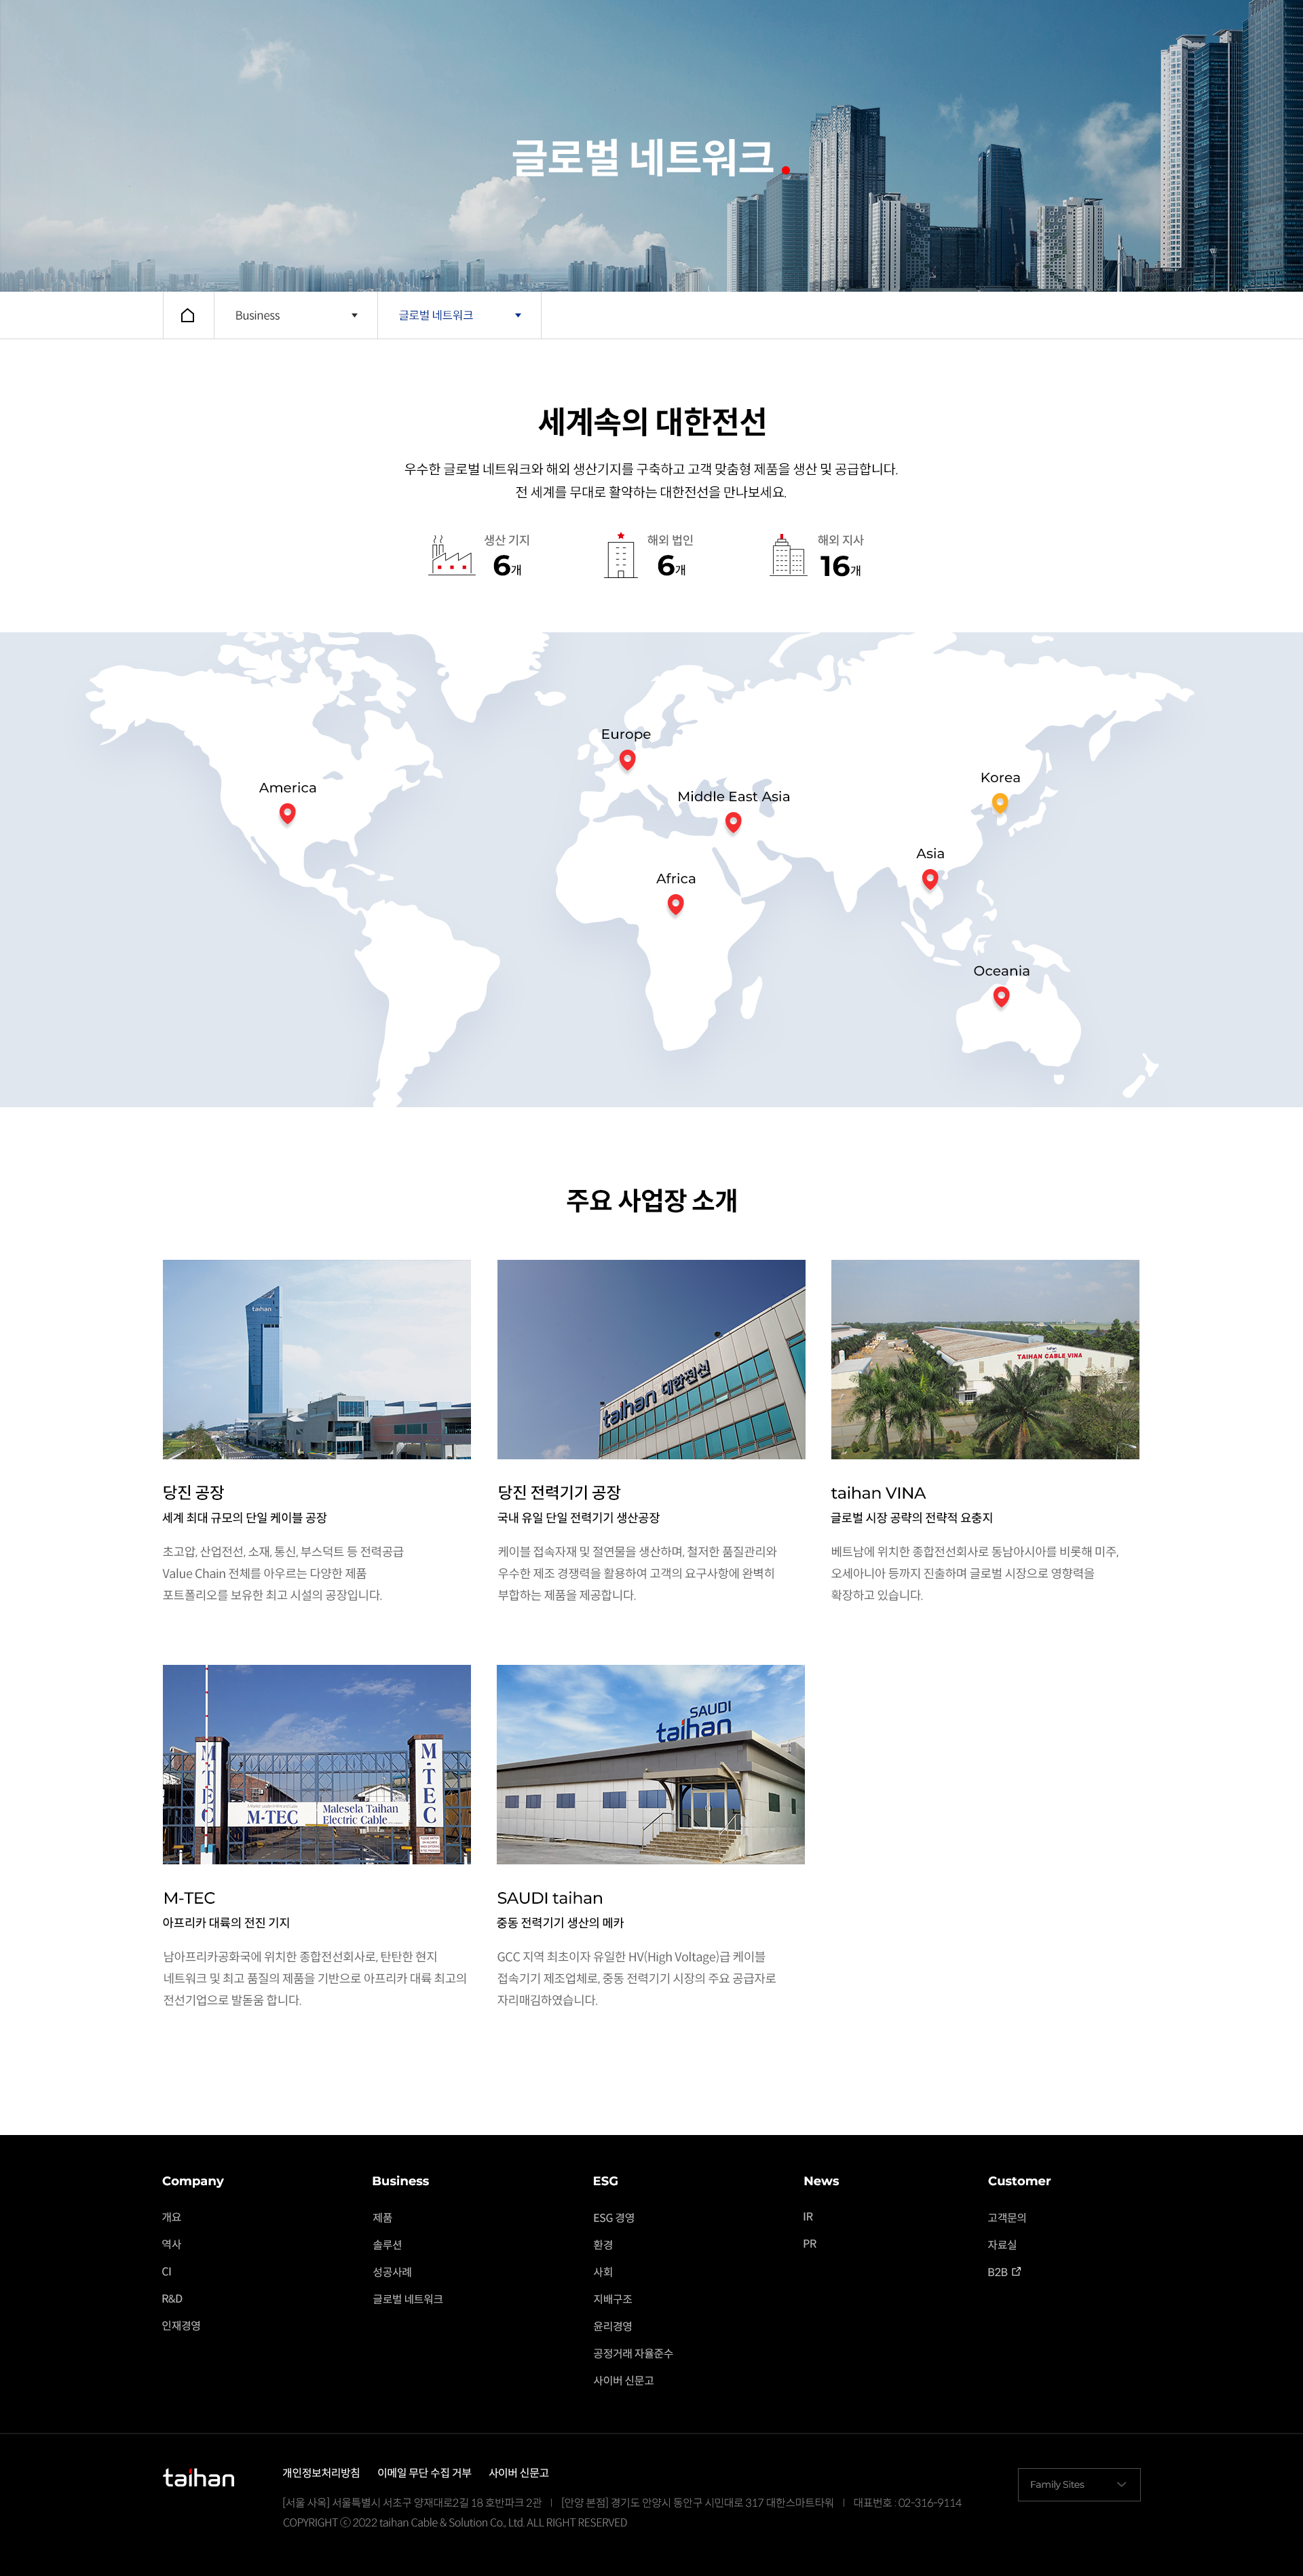 글로벌 네트워크
Business
글로벌 네트워크
세계속의 대한전선
우수한 글로벌 네트워크와 해외 생산기지를 구축하고 고객 맞춤형 제품을 생산 및 공급합니다.
전 세계를 무대로 활약하는 대한전선을 만나보세요.
생산 기지
6개
해외 법인
6개
해외 지사
16개
Europe
America
Middle East Asia
Korea
Asia
Africa
Oceania
주요 사업장 소개
taihan
taihan 대한전선
taihan
TAIHAN CABLE VINA
당진 공장
세계 최대 규모의 단일 케이블 공장
초고압, 산업전선, 소재, 통신, 부스덕트 등 전력공급
Value Chain 전체를 아우르는 다양한 제품
포트폴리오를 보유한 최고 시설의 공장입니다.
당진 전력기기 공장
국내 유일 단일 전력기기 생산공장
케이블 접속자재 및 절연물을 생산하며, 철저한 품질관리와
우수한 제조 경쟁력을 활용하여 고객의 요구사항에 완벽히
부합하는 제품을 제공합니다.
taihan VINA
글로벌 시장 공략의 전략적 요충지
베트남에 위치한 종합전선회사로 동남아시아를 비롯해 미주,
오세아니아 등까지 진출하며 글로벌 시장으로 영향력을
확장하고 있습니다.
M-TEC
M-TEC
M-TEC
Malesela Taihan
Electric Cable
SAUDI
taihan
M-TEC
아프리카 대륙의 전진 기지
남아프리카공화국에 위치한 종합전선회사로, 탄탄한 현지
네트워크 및 최고 품질의 제품을 기반으로 아프리카 대륙 최고의
전선기업으로 발돋움 합니다.
SAUDI taihan
중동 전력기기 생산의 메카
GCC 지역 최초이자 유일한 HV(High Voltage)급 케이블
접속기기 제조업체로, 중동 전력기기 시장의 주요 공급자로
자리매김하였습니다.
Company
개요
역사
CI
R&D
인재경영
Business
제품
솔루션
성공사례
글로벌 네트워크
ESG
ESG 경영
환경
사회
지배구조
윤리경영
공정거래 자율준수
사이버 신문고
News
IR
PR
Customer
고객문의
자료실
B2B
taihan
개인정보처리방침 이메일 무단 수집 거부 사이버 신문고
[서울 사옥] 서울특별시 서초구 양재대로2길 18 호반파크 2관 | [안양 본점] 경기도 안양시 동안구 시민대로 317 대한스마트타워 | 대표번호 : 02-316-9114
COPYRIGHT ⓒ 2022 taihan Cable & Solution Co., Ltd. ALL RIGHT RESERVED
Family Sites